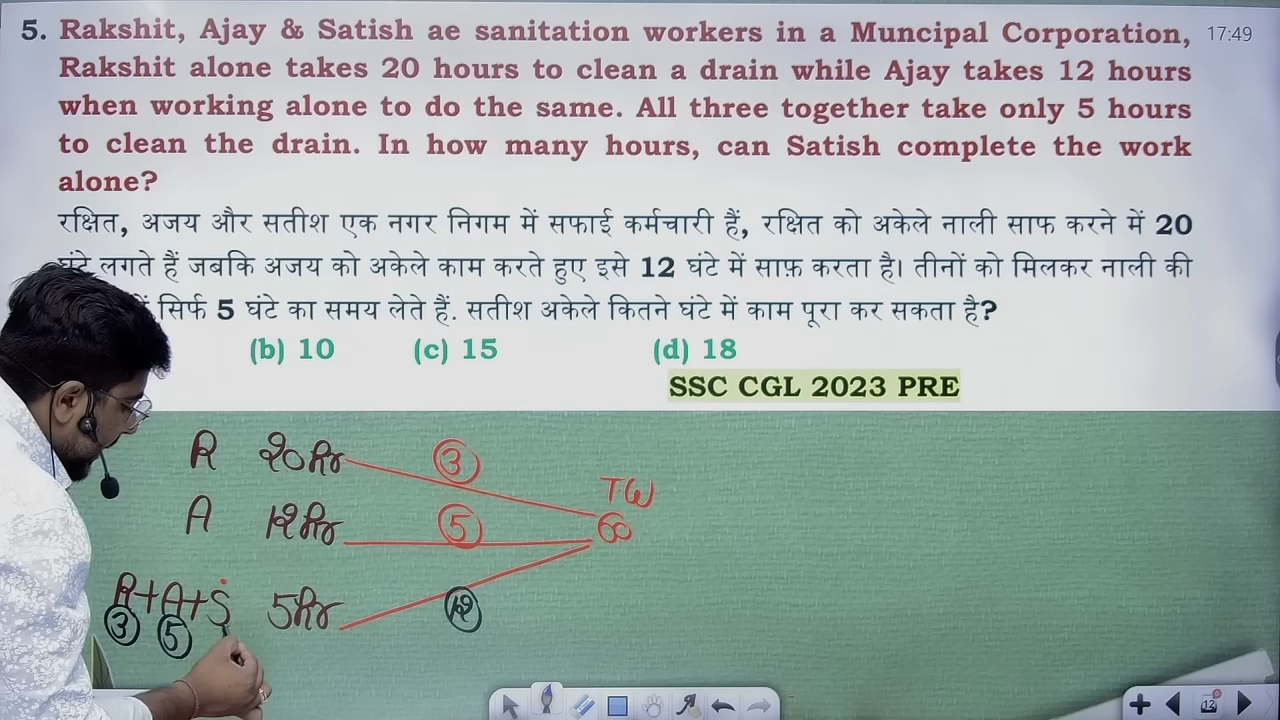 5. Rakshit, Ajay & Satish ae sanitation workers in a Muncipal Corporation,
17:49
Rakshit alone takes 20 hours to clean a drain while Ajay takes 12 hours
when working alone to do the same. All three together take only 5 hours
to clean the drain. In how many hours, can Satish complete the work
alone?
रक्षित, अजय और सतीश एक नगर निगम में सफाई कर्मचारी हैं, रक्षित को अकेले नाली साफ करने में 20
घंटे लगते हैं जबकि अजय को अकेले काम करते हुए इसे 12 घंटे में साफ़ करता है। तीनों को मिलकर नाली की
सिर्फ 5 घंटे का समय लेते हैं. सतीश अकेले कितने घंटे में काम पूरा कर सकता है?
(b) 10 (c) 15 (d) 18
SSC CGL 2023 PRE
R 20hr 3
TW
A 12hr 5 60
R+A+S 5hr 12
3 5
12